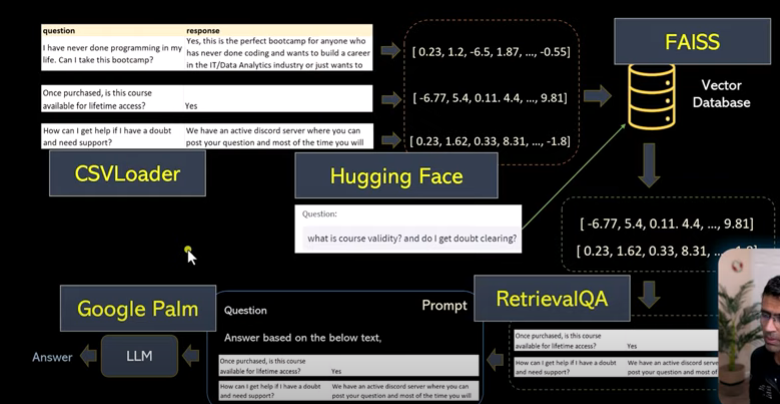 question response
I have never done programming in my life. Can I take this bootcamp?
Yes, this is the perfect bootcamp for anyone who
has never done coding and wants to build a career
in the IT/Data Analytics industry or just wants to
[ 0.23, 1.2, -6.5, 1.87, ..., -0.55]
FAISS
Vector
Database
Once purchased, is this course
available for lifetime access? Yes
[ -6.77, 5.4, 0.11. 4.4, ..., 9.81]
How can I get help if I have a doubt
and need support?
We have an active discord server where you can
post your question and most of the time you will
[ 0.23, 1.62, 0.33, 8.31, ..., -1.8]
CSVLoader
Hugging Face
Question:
what is course validity? and do I get doubt clearing?
[ -6.77, 5.4, 0.11. 4.4, ..., 9.81]
[ 0.23, 1.62, 0.33, 8.31, ...
Google Palm
Question
Prompt
RetrievalQA
Answer based on the below text,
Answer
LLM
Once purchased, is this course
available for lifetime access? Yes
How can I get help if I have a doubt
and need support?
We have an active discord server where you can
post your question and most of the time you will
Once purchased, is this course
available for lifetime access? Yes
How can I get help if I have a doubt
and need support?
We have an active discord
post your question and most of